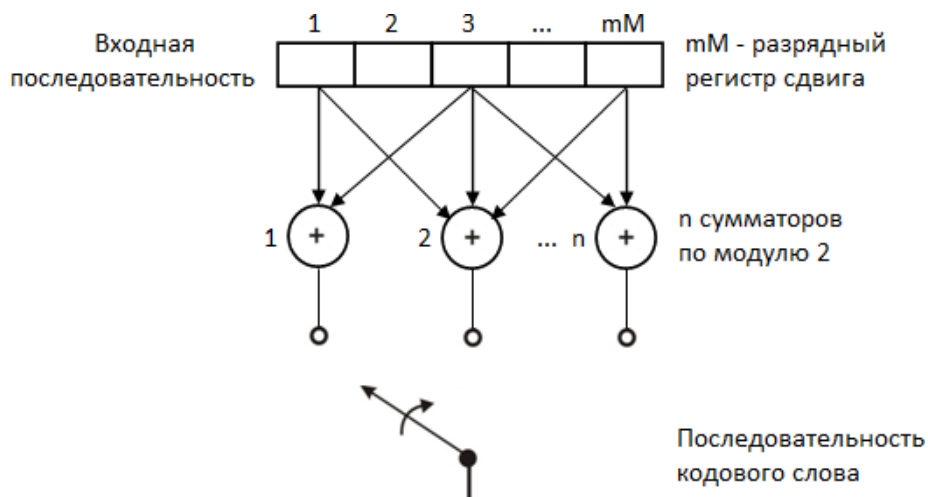 1 2 3 ... mM
Входная
последовательность
mM - разрядный
регистр сдвига
1 + 2 + ... n +
n сумматоров
по модулю 2
Последовательность
кодового слова